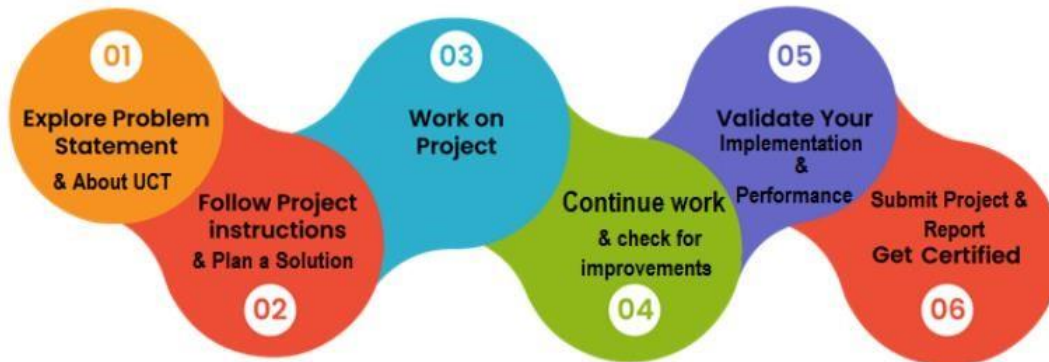 01
Explore Problem
Statement
& About UCT
Follow Project
instructions
& Plan a Solution
02
03
Work on
Project
Continue work
& check for
improvements
04
05
Validate Your
Implementation
&
Performance
Submit Project &
Report
Get Certified
06